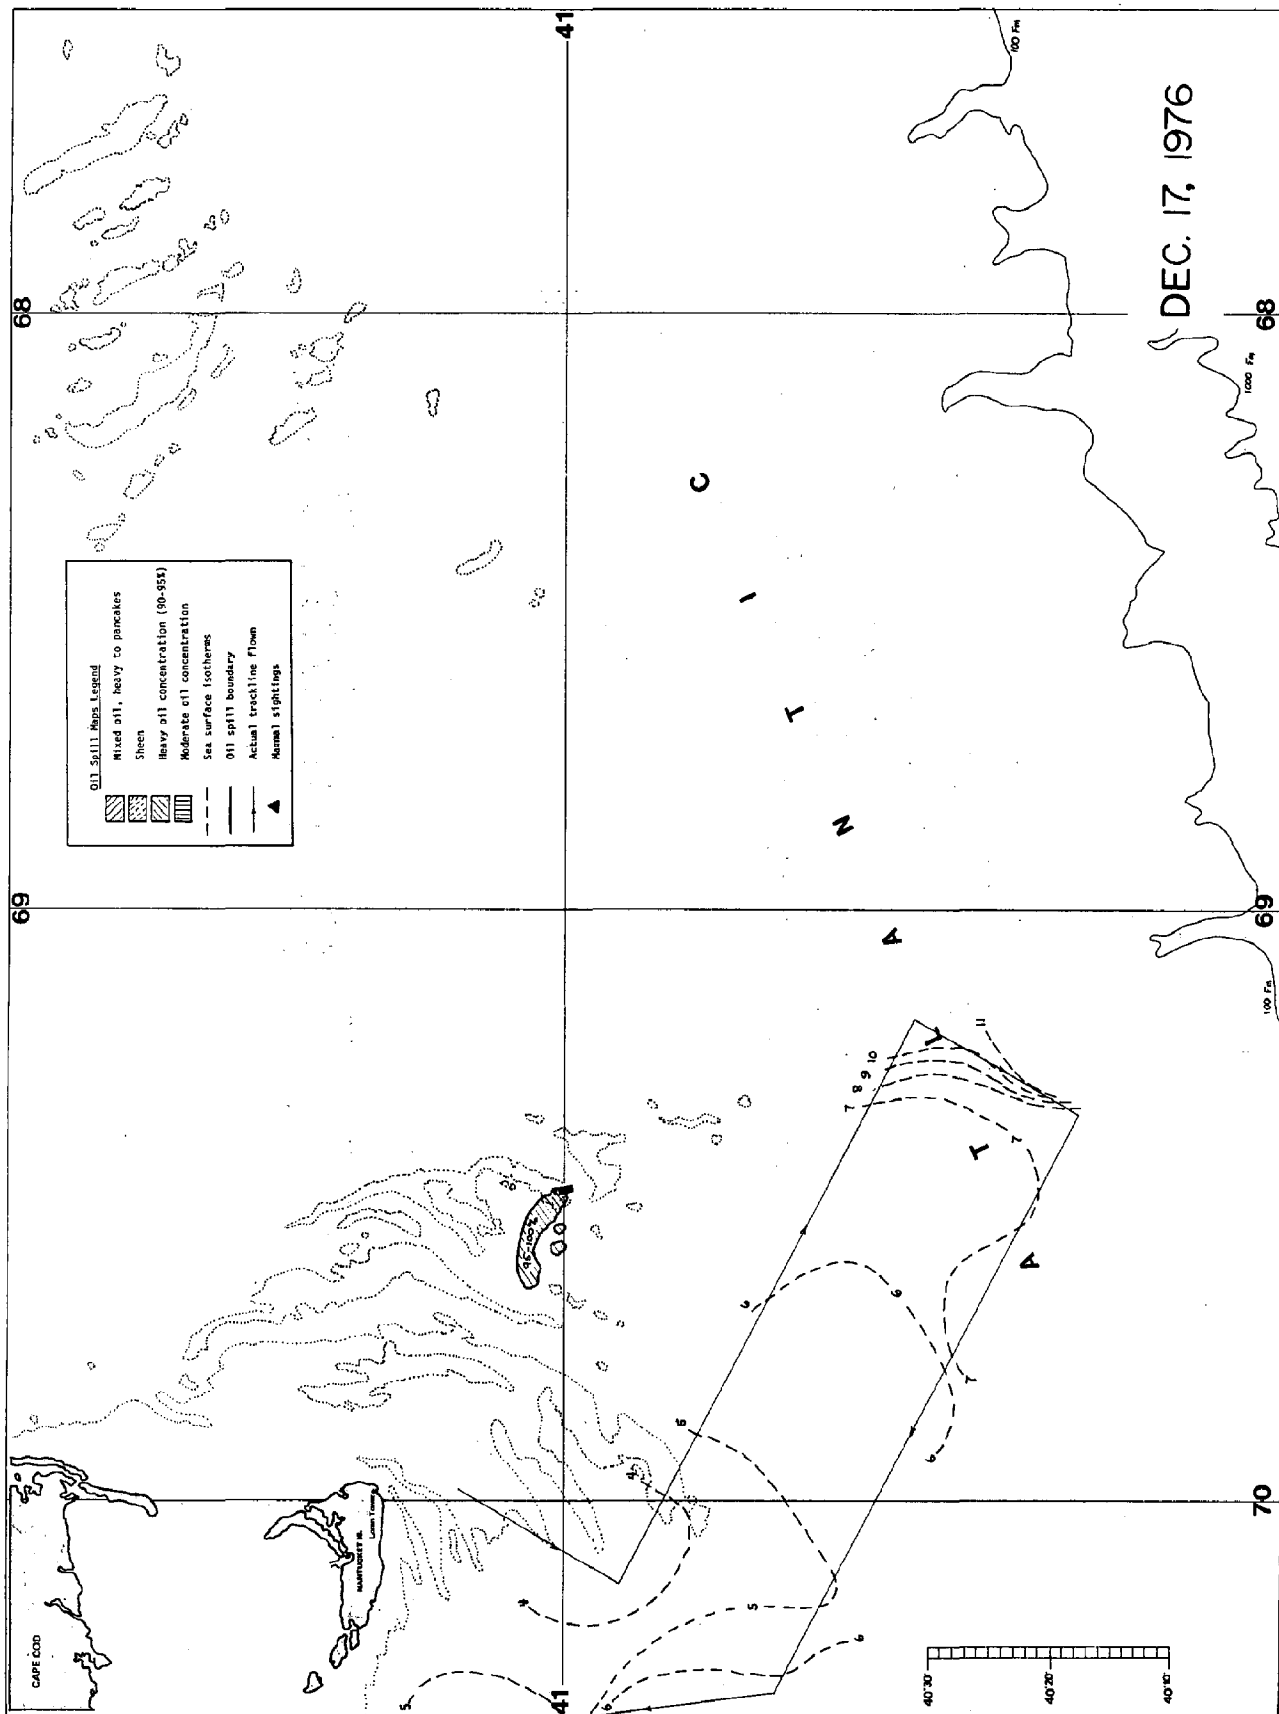 DEC. 17, 1976
Oil Spill Maps Legend
Mixed oil, heavy to pancakes
Sheen
Heavy oil concentration (90-95%)
Moderate oil concentration
Sea surface isotherms
Oil spill boundary
Actual trackline flown
Mammal sightings
CAPE COD
NANTUCKET IS.
95-100%
A T L A N T I C
70
69
68
69
68
41
41
100 Fm
100 Fm
1000 Fm
40°30'
40°20'
40°10'
4
4
5
5
5
6
6
6
6
6
7
7
7
8
9
10
11